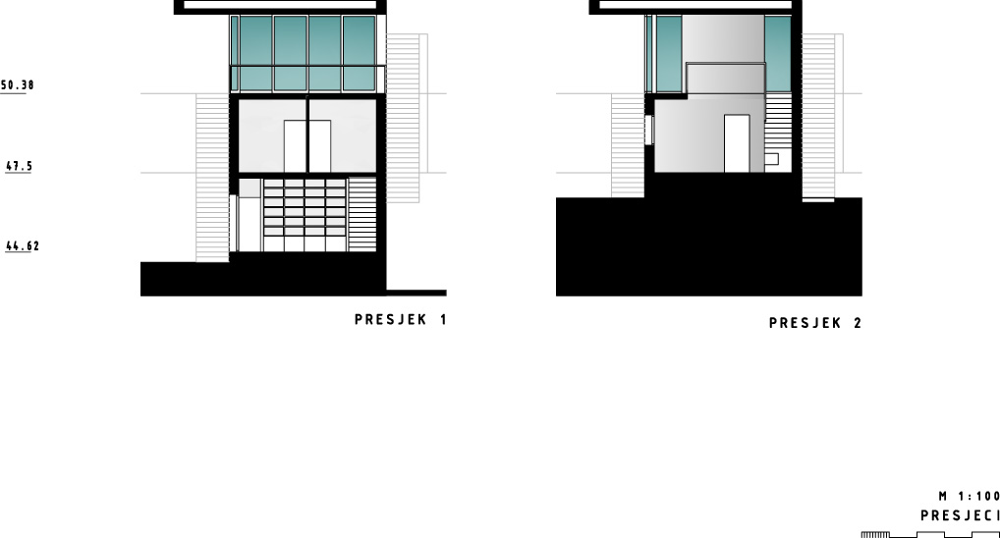 50.38
47.5
44.62
PRESJEK 1
PRESJEK 2
M 1:100
PRESJECI